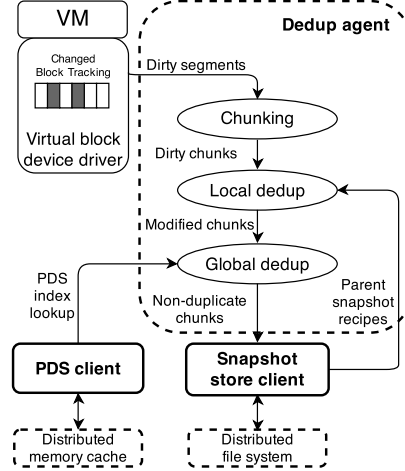 VM
Dedup agent
Changed
Block Tracking
Virtual block
device driver
Dirty segments
Chunking
Dirty chunks
Local dedup
Modified chunks
Global dedup
PDS
index
lookup
Non-duplicate
chunks
Parent
snapshot
recipes
PDS client
Snapshot
store client
Distributed
memory cache
Distributed
file system